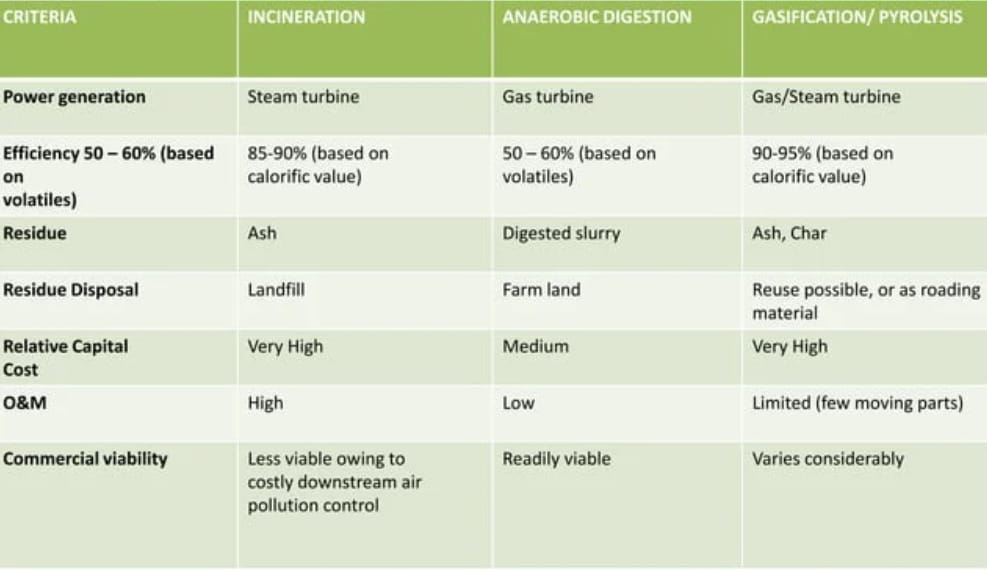 CRITERIA
INCINERATION
ANAEROBIC DIGESTION
GASIFICATION/ PYROLYSIS
Power generation
Steam turbine
Gas turbine
Gas/Steam turbine
Efficiency 50 – 60% (based
on
volatiles)
85-90% (based on
calorific value)
50 – 60% (based on
volatiles)
90-95% (based on
calorific value)
Residue
Ash
Digested slurry
Ash, Char
Residue Disposal
Landfill
Farm land
Reuse possible, or as roading
material
Relative Capital
Cost
Very High
Medium
Very High
O&M
High
Low
Limited (few moving parts)
Commercial viability
Less viable owing to
costly downstream air
pollution control
Readily viable
Varies considerably